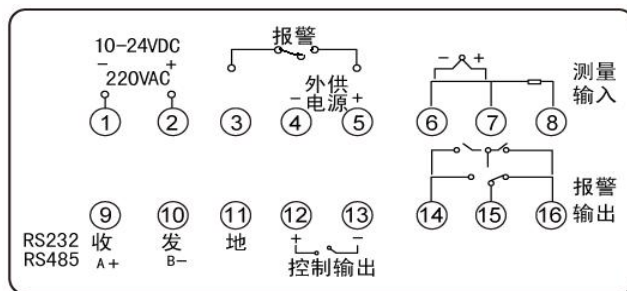 10-24VDC
- +
220VAC
报警
外供
- 电源 +
- +
测量
输入
① ② ③ ④ ⑤ ⑥ ⑦ ⑧
报警
输出
⑨ ⑩ ⑪ ⑫ ⑬ ⑭ ⑮ ⑯
RS232 收 发 地
+ -
RS485 A+ B-
控制输出